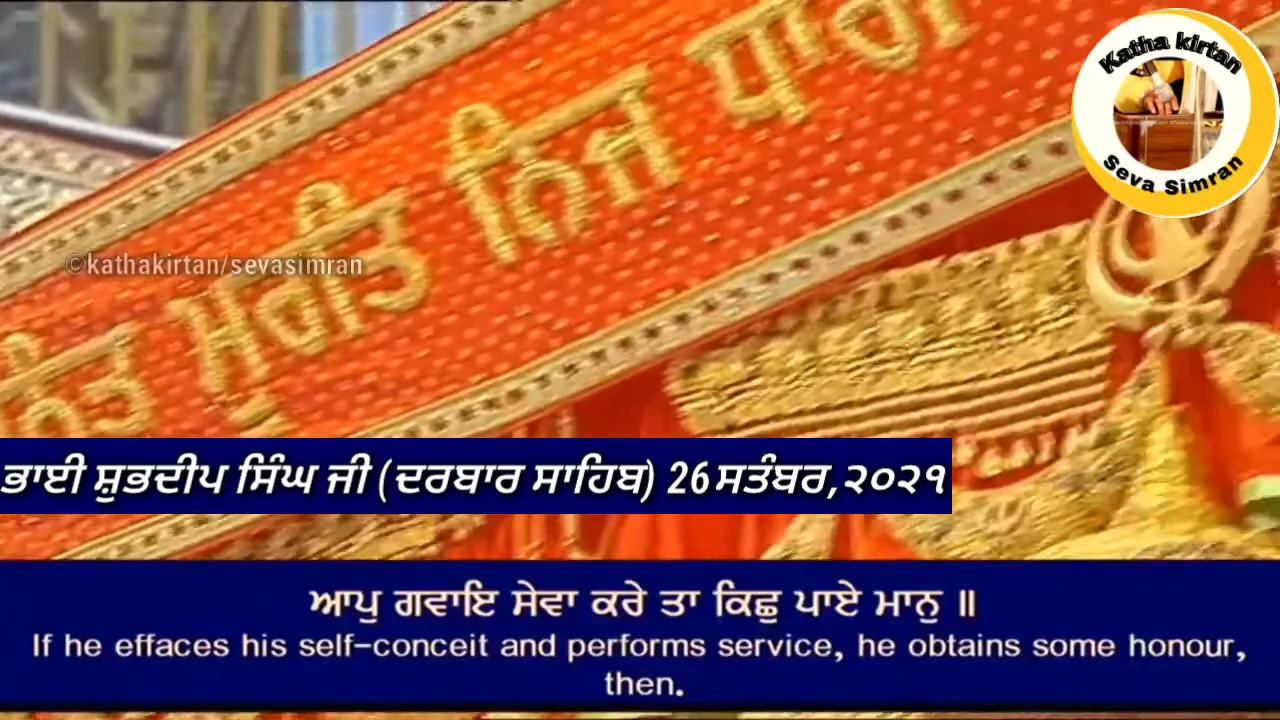 ਮੂਰੀਤ ਨਿਜ
Katha kirtan
Seva Simran
©kathakirtan/sevasimran
ਭਾਈ ਸ਼ੁਭਦੀਪ ਸਿੰਘ ਜੀ (ਦਰਬਾਰ ਸਾਹਿਬ) 26 ਸਤੰਬਰ,੨੦੨੧
ਆਪੁ ਗਵਾਇ ਸੇਵਾ ਕਰੇ ਤਾ ਕਿਛੁ ਪਾਏ ਮਾਨੁ ॥
If he effaces his self-conceit and performs service, he obtains some honour,
then.